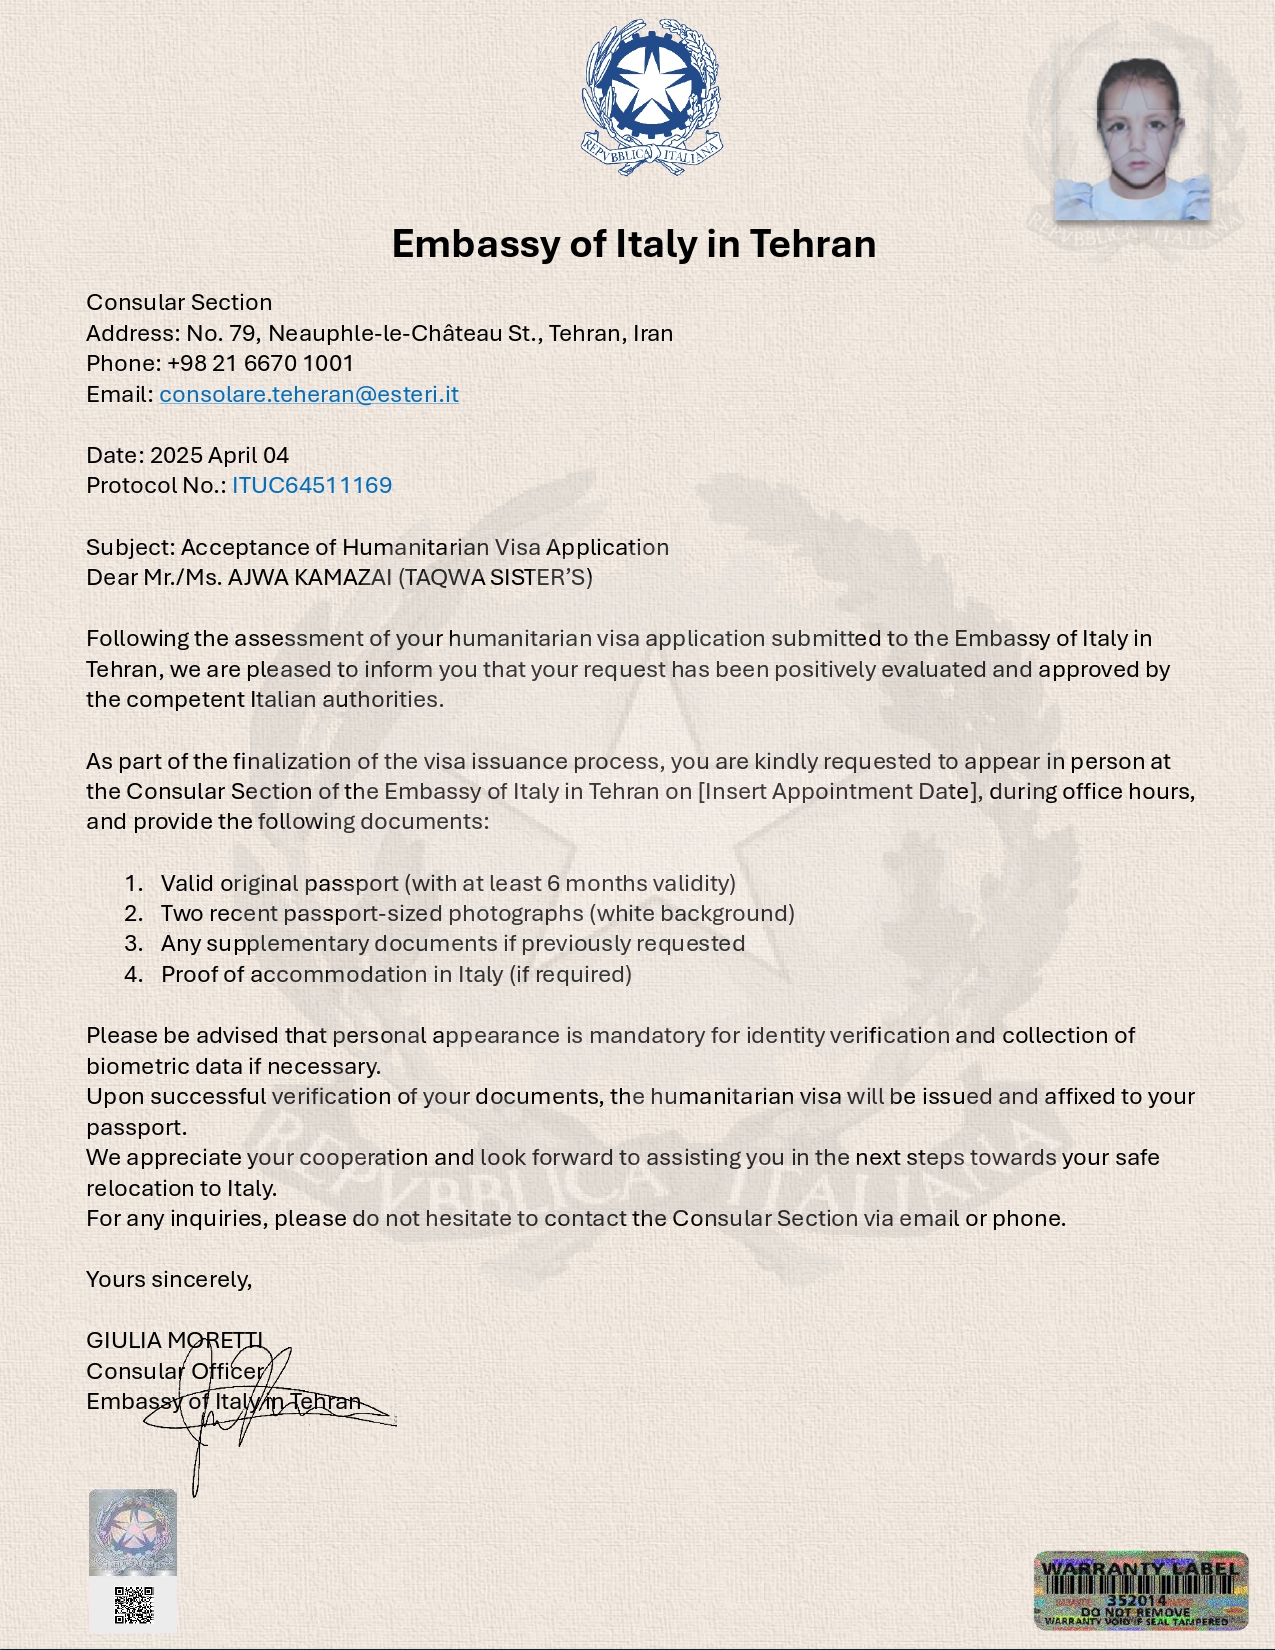 REPVBBLICA ITALIANA
Embassy of Italy in Tehran
Consular Section
Address: No. 79, Neauphle-le-Château St., Tehran, Iran
Phone: +98 21 6670 1001
Email: consolare.teheran@esteri.it
Date: 2025 April 04
Protocol No.: ITUC64511169
Subject: Acceptance of Humanitarian Visa Application
Dear Mr./Ms. AJWA KAMAZAI (TAQWA SISTER’S)
Following the assessment of your humanitarian visa application submitted to the Embassy of Italy in
Tehran, we are pleased to inform you that your request has been positively evaluated and approved by
the competent Italian authorities.
As part of the finalization of the visa issuance process, you are kindly requested to appear in person at
the Consular Section of the Embassy of Italy in Tehran on [Insert Appointment Date], during office hours,
and provide the following documents:
1. Valid original passport (with at least 6 months validity)
2. Two recent passport-sized photographs (white background)
3. Any supplementary documents if previously requested
4. Proof of accommodation in Italy (if required)
Please be advised that personal appearance is mandatory for identity verification and collection of
biometric data if necessary.
Upon successful verification of your documents, the humanitarian visa will be issued and affixed to your
passport.
We appreciate your cooperation and look forward to assisting you in the next steps towards your safe
relocation to Italy.
For any inquiries, please do not hesitate to contact the Consular Section via email or phone.
REPVBBLICA ITALIANA
Yours sincerely,
GIULIA MORETTI
Consular Officer
Embassy of Italy in Tehran
WARRANTY LABEL
352014
DO NOT REMOVE
WARRANTY VOID IF SEAL TAMPERED